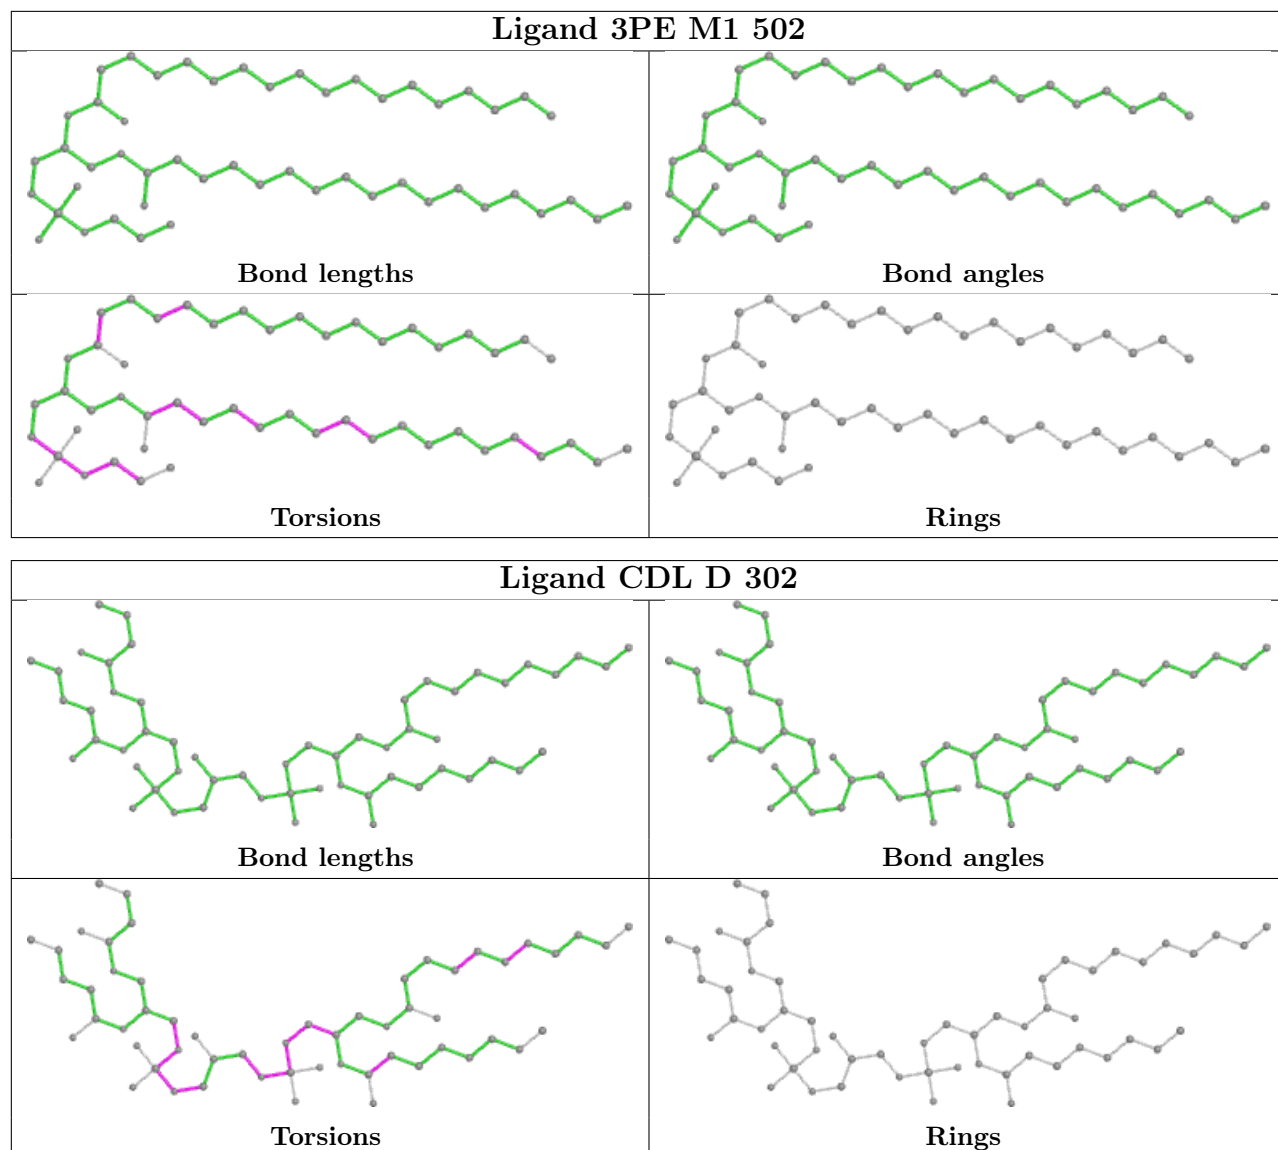 Ligand 3PE M1 502
Bond lengths
Bond angles
Torsions
Rings
Ligand CDL D 302
Bond lengths
Bond angles
Torsions
Rings